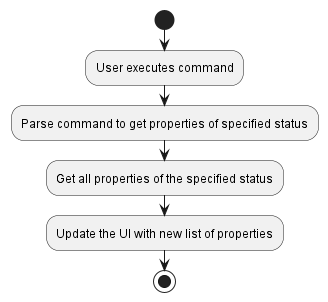 User executes command
Parse command to get properties of specified status
Get all properties of the specified status
Update the UI with new list of properties